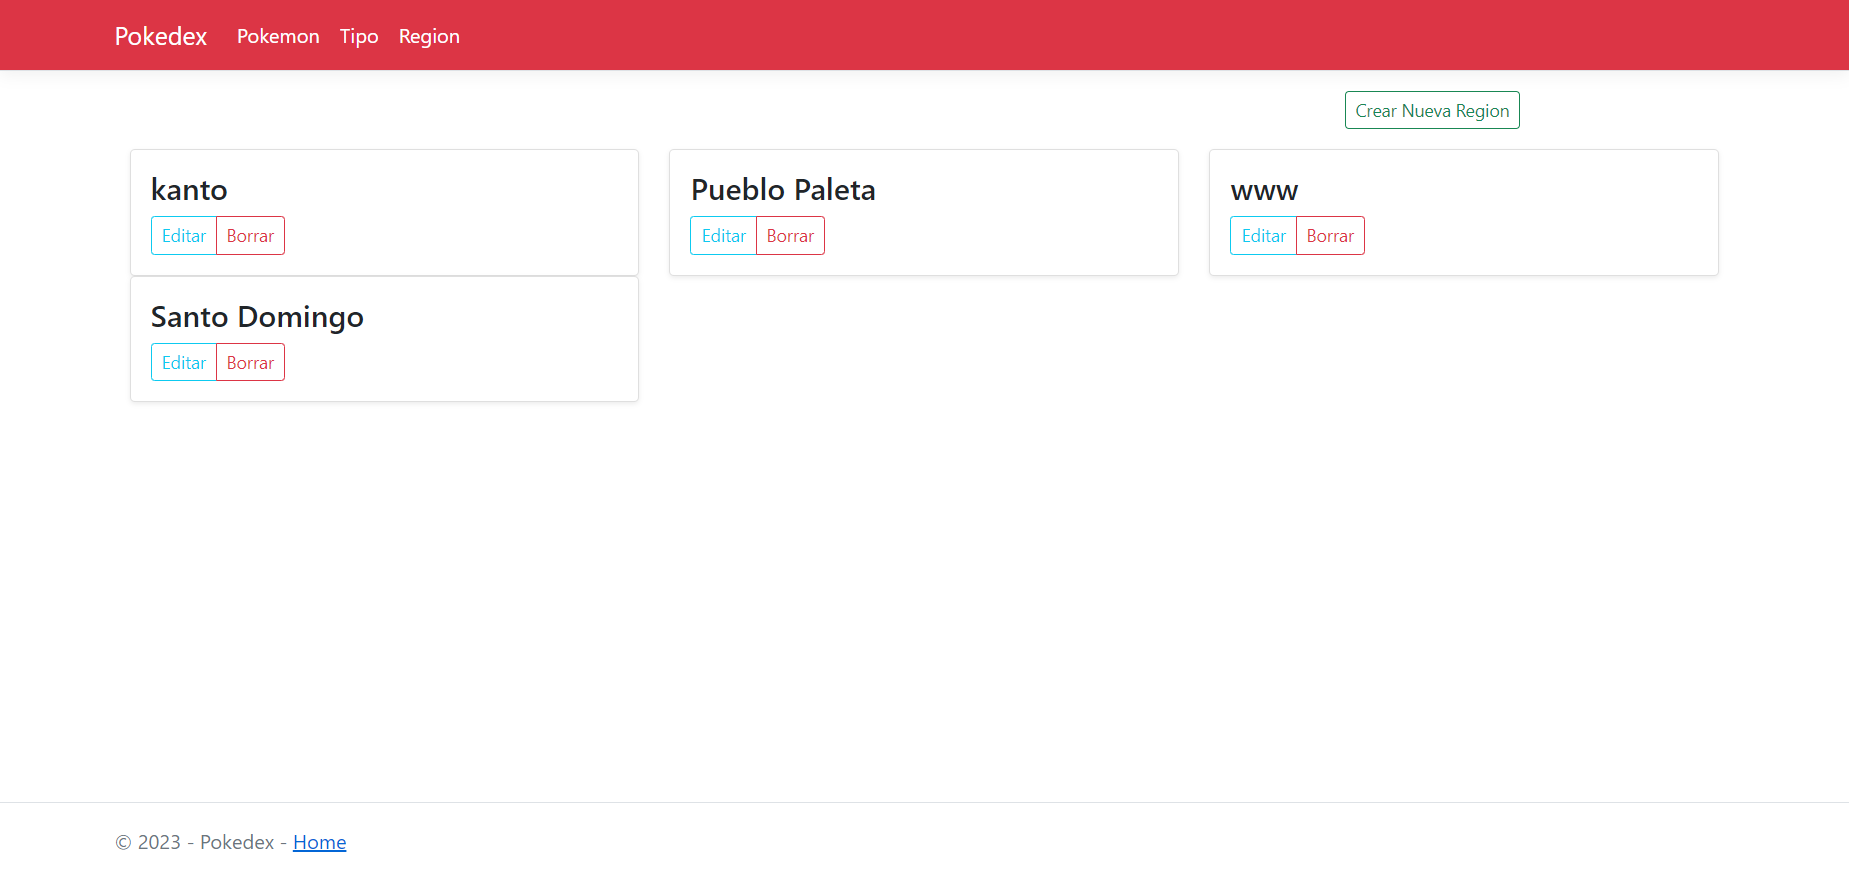 Pokedex Pokemon Tipo Region
Crear Nueva Region
kanto
Editar Borrar
Pueblo Paleta
Editar Borrar
www
Editar Borrar
Santo Domingo
Editar Borrar
© 2023 - Pokedex - Home